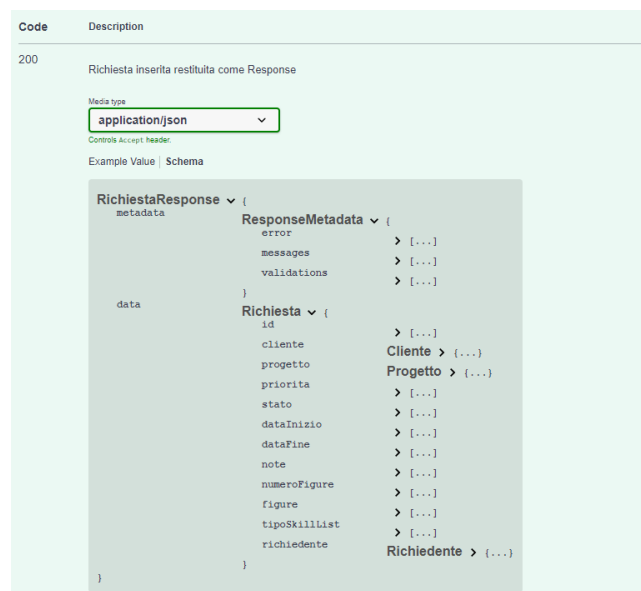 Code Description
200
Richiesta inserita restituita come Response
Media type
application/json
Controls Accept header.
Example Value | Schema
RichiestaResponse {
metadata ResponseMetadata {
error > [...]
messages > [...]
validations > [...]
}
data Richiesta {
id > [...]
cliente Cliente > {...}
progetto Progetto > {...}
priorita > [...]
stato > [...]
dataInizio > [...]
dataFine > [...]
note > [...]
numeroFigure > [...]
figure > [...]
tipoSkillList > [...]
richiedente Richiedente > {...}
}
}